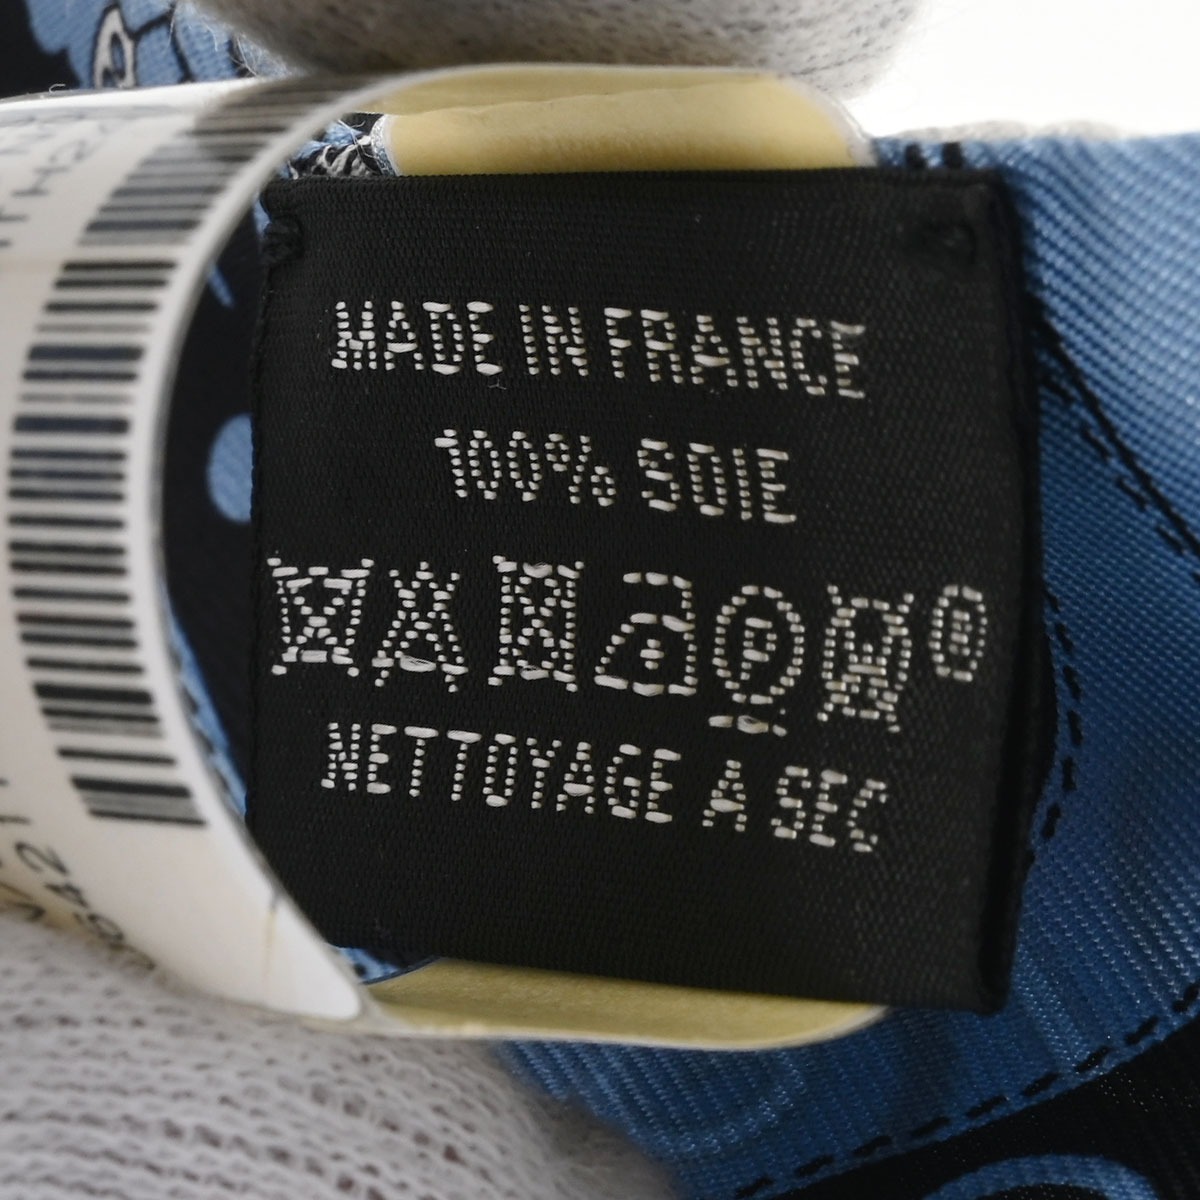 MADE IN FRANCE
100% SOIE
P
NETTOYAGE A SEC